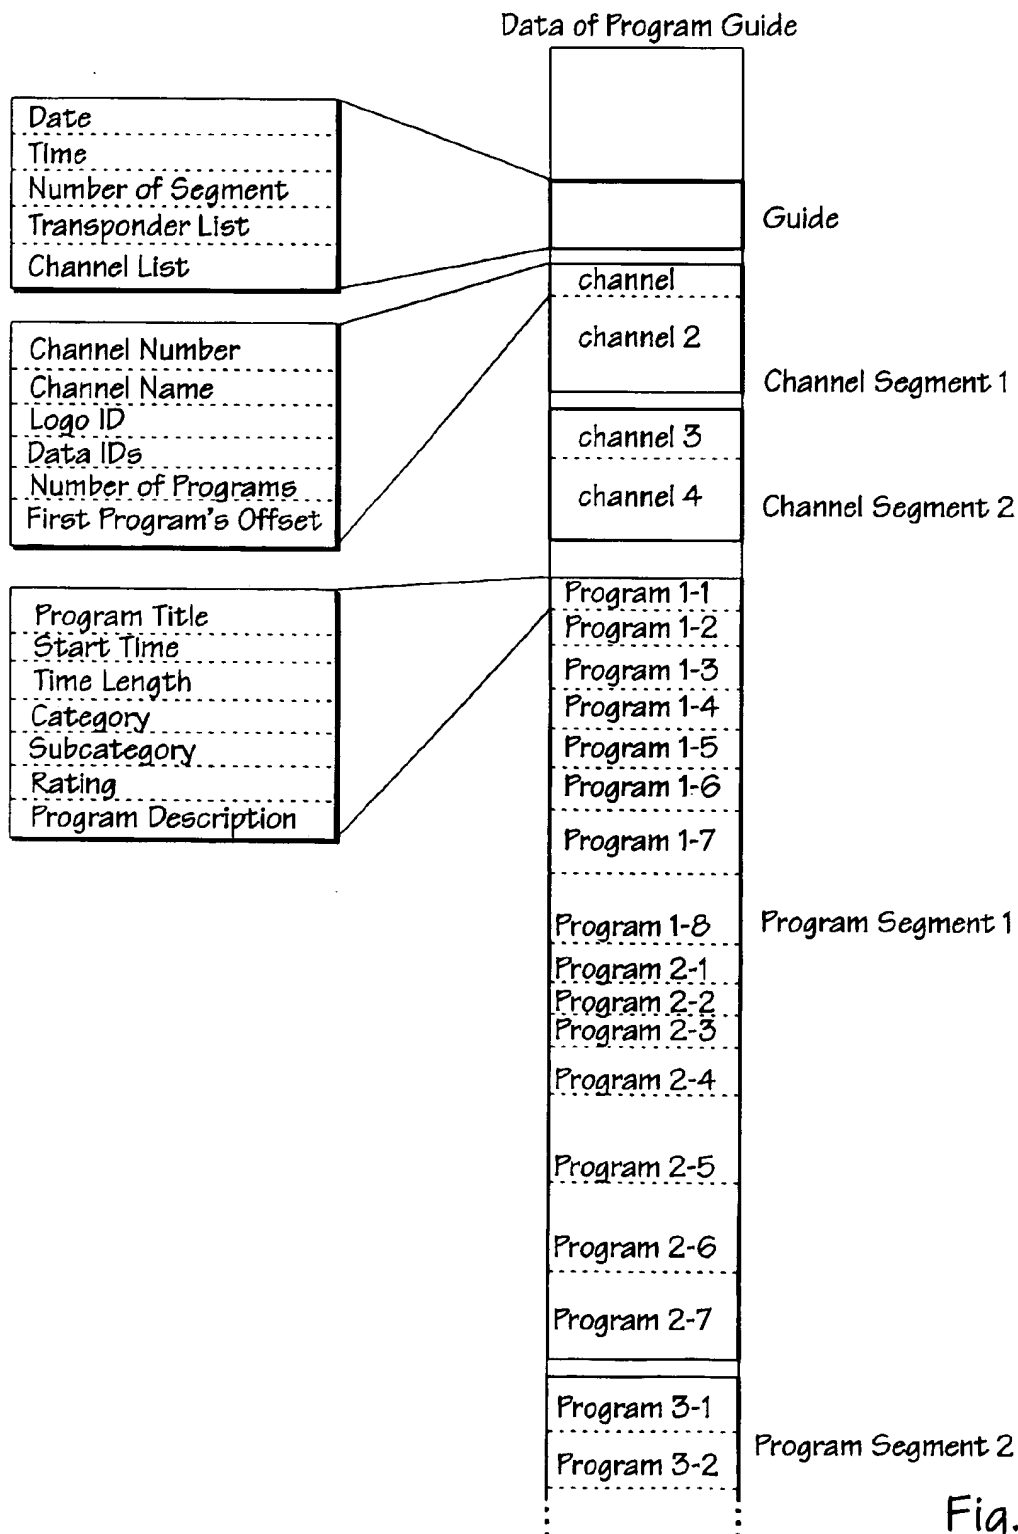 Data of Program Guide
Date
Time
Number of Segment
Transponder List
Channel List
Guide
Channel Number
Channel Name
Logo ID
Data IDs
Number of Programs
First Program's Offset
channel
channel 2
Channel Segment 1
channel 3
channel 4
Channel Segment 2
Program Title
Start Time
Time Length
Category
Subcategory
Rating
Program Description
Program 1-1
Program 1-2
Program 1-3
Program 1-4
Program 1-5
Program 1-6
Program 1-7
Program 1-8
Program 2-1
Program 2-2
Program 2-3
Program 2-4
Program 2-5
Program 2-6
Program 2-7
Program Segment 1
Program 3-1
Program 3-2
Program Segment 2
Fig.